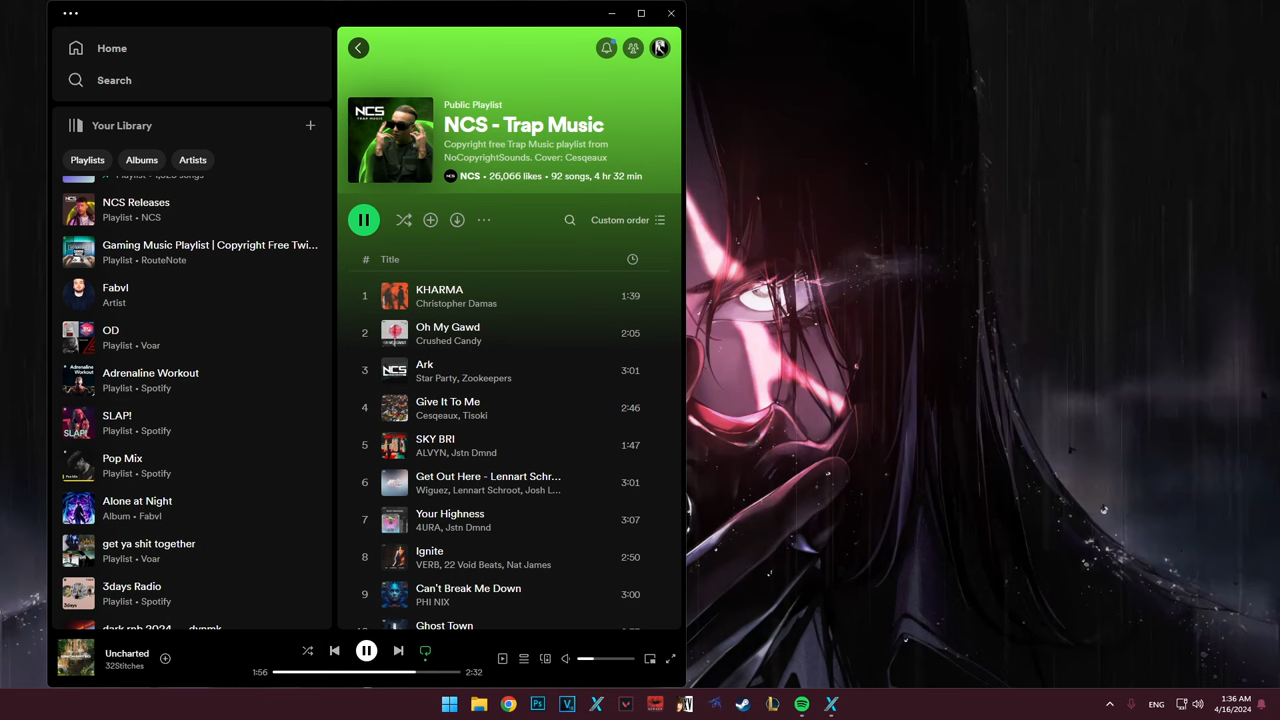 Home
Search
Your Library
Playlists Albums Artists
NCS Releases
Playlist • NCS
Gaming Music Playlist | Copyright Free Twi...
Playlist • RouteNote
Fabvl
Artist
OD
Playlist • Voar
Adrenaline Workout
Playlist • Spotify
SLAP!
Playlist • Spotify
Pop Mix
Playlist • Spotify
Alone at Night
Album • Fabvl
get ya shit together
Playlist • Voar
3days Radio
Playlist • Spotify
NCS
TRAP MUSIC
Public Playlist
NCS - Trap Music
Copyright free Trap Music playlist from
NoCopyrightSounds. Cover: Cesqeaux
NCS • 26,066 likes • 92 songs, 4 hr 32 min
Custom order
# Title
1 KHARMA 1:39
Christopher Damas
2 Oh My Gawd 2:05
Crushed Candy
3 Ark 3:01
Star Party, Zookeepers
4 Give It To Me 2:46
Cesqeaux, Tisoki
5 SKY BRI 1:47
ALVYN, Jstn Dmnd
6 Get Out Here - Lennart Schr... 3:01
Wiguez, Lennart Schroot, Josh L...
7 Your Highness 3:07
4URA, Jstn Dmnd
8 Ignite 2:50
VERB, 22 Void Beats, Nat James
9 Can't Break Me Down 3:00
PHI NIX
Ghost Town
Uncharted
32Stitches
1:56 2:32
ENG
1:36 AM
4/16/2024